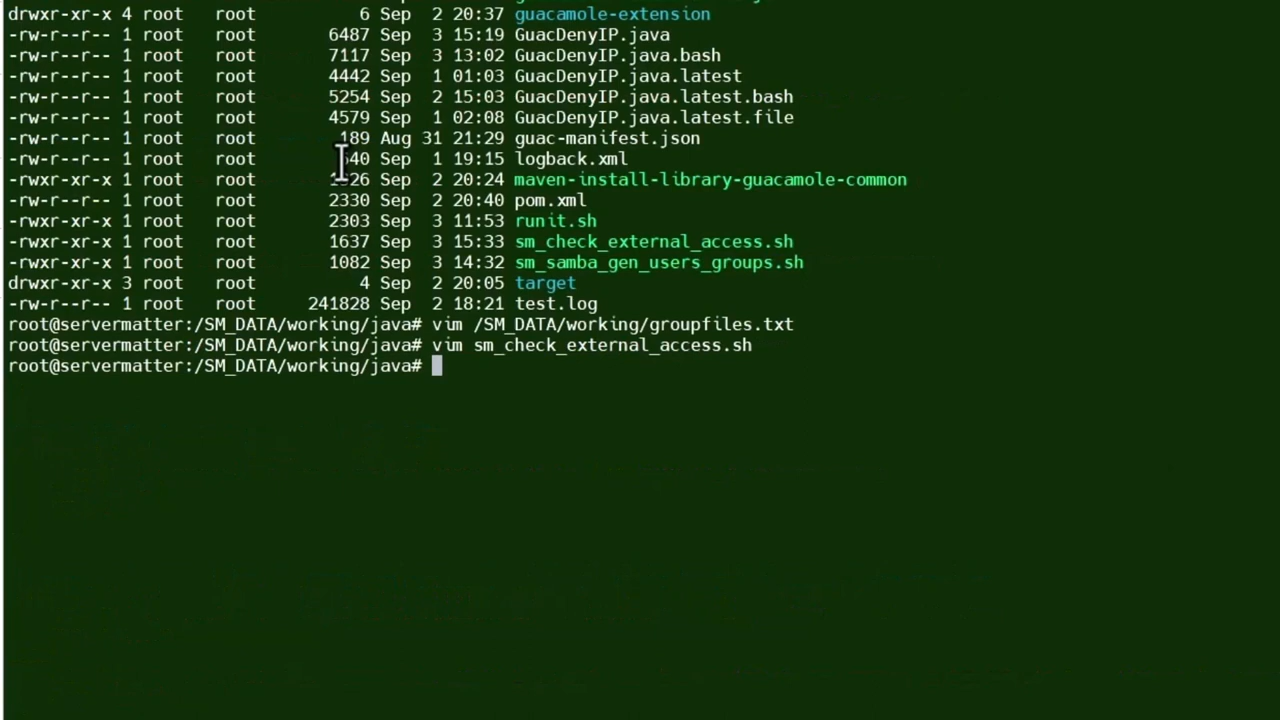 drwxr-xr-x 4 root   root          6 Sep  2 20:37 guacamole-extension
-rw-r--r-- 1 root   root       6487 Sep  3 15:19 GuacDenyIP.java
-rw-r--r-- 1 root   root       7117 Sep  3 13:02 GuacDenyIP.java.bash
-rw-r--r-- 1 root   root       4442 Sep  1 01:03 GuacDenyIP.java.latest
-rw-r--r-- 1 root   root       5254 Sep  2 15:03 GuacDenyIP.java.latest.bash
-rw-r--r-- 1 root   root       4579 Sep  1 02:08 GuacDenyIP.java.latest.file
-rw-r--r-- 1 root   root        189 Aug 31 21:29 guac-manifest.json
-rw-r--r-- 1 root   root Sep  1 19:15 logback.xml
-rwxr-xr-x 1 root   root Sep  2 20:24 maven-install-library-guacamole-common
-rw-r--r-- 1 root   root       2330 Sep  2 20:40 pom.xml
-rwxr-xr-x 1 root   root       2303 Sep  3 11:53 runit.sh
-rwxr-xr-x 1 root   root       1637 Sep  3 15:33 sm_check_external_access.sh
-rwxr-xr-x 1 root   root       1082 Sep  3 14:32 sm_samba_gen_users_groups.sh
drwxr-xr-x 3 root   root          4 Sep  2 20:05 target
-rw-r--r-- 1 root   root     241828 Sep  2 18:21 test.log
root@servermatter:/SM_DATA/working/java# vim /SM_DATA/working/groupfiles.txt
root@servermatter:/SM_DATA/working/java# vim sm_check_external_access.sh
root@servermatter:/SM_DATA/working/java#